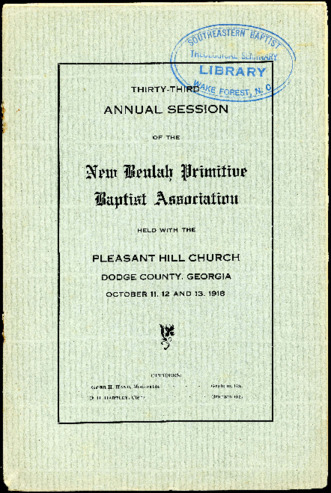 SOUTHEASTERN BAPTIST
THEOLOGICAL SEMINARY
LIBRARY
WAKE FOREST, N. C.
THIRTY-THIRD
ANNUAL SESSION
OF THE
New Beulah Primitive
Baptist Association
HELD WITH THE
PLEASANT HILL CHURCH
DODGE COUNTY, GEORGIA
OCTOBER 11, 12 AND 13, 1918
OFFICERS: